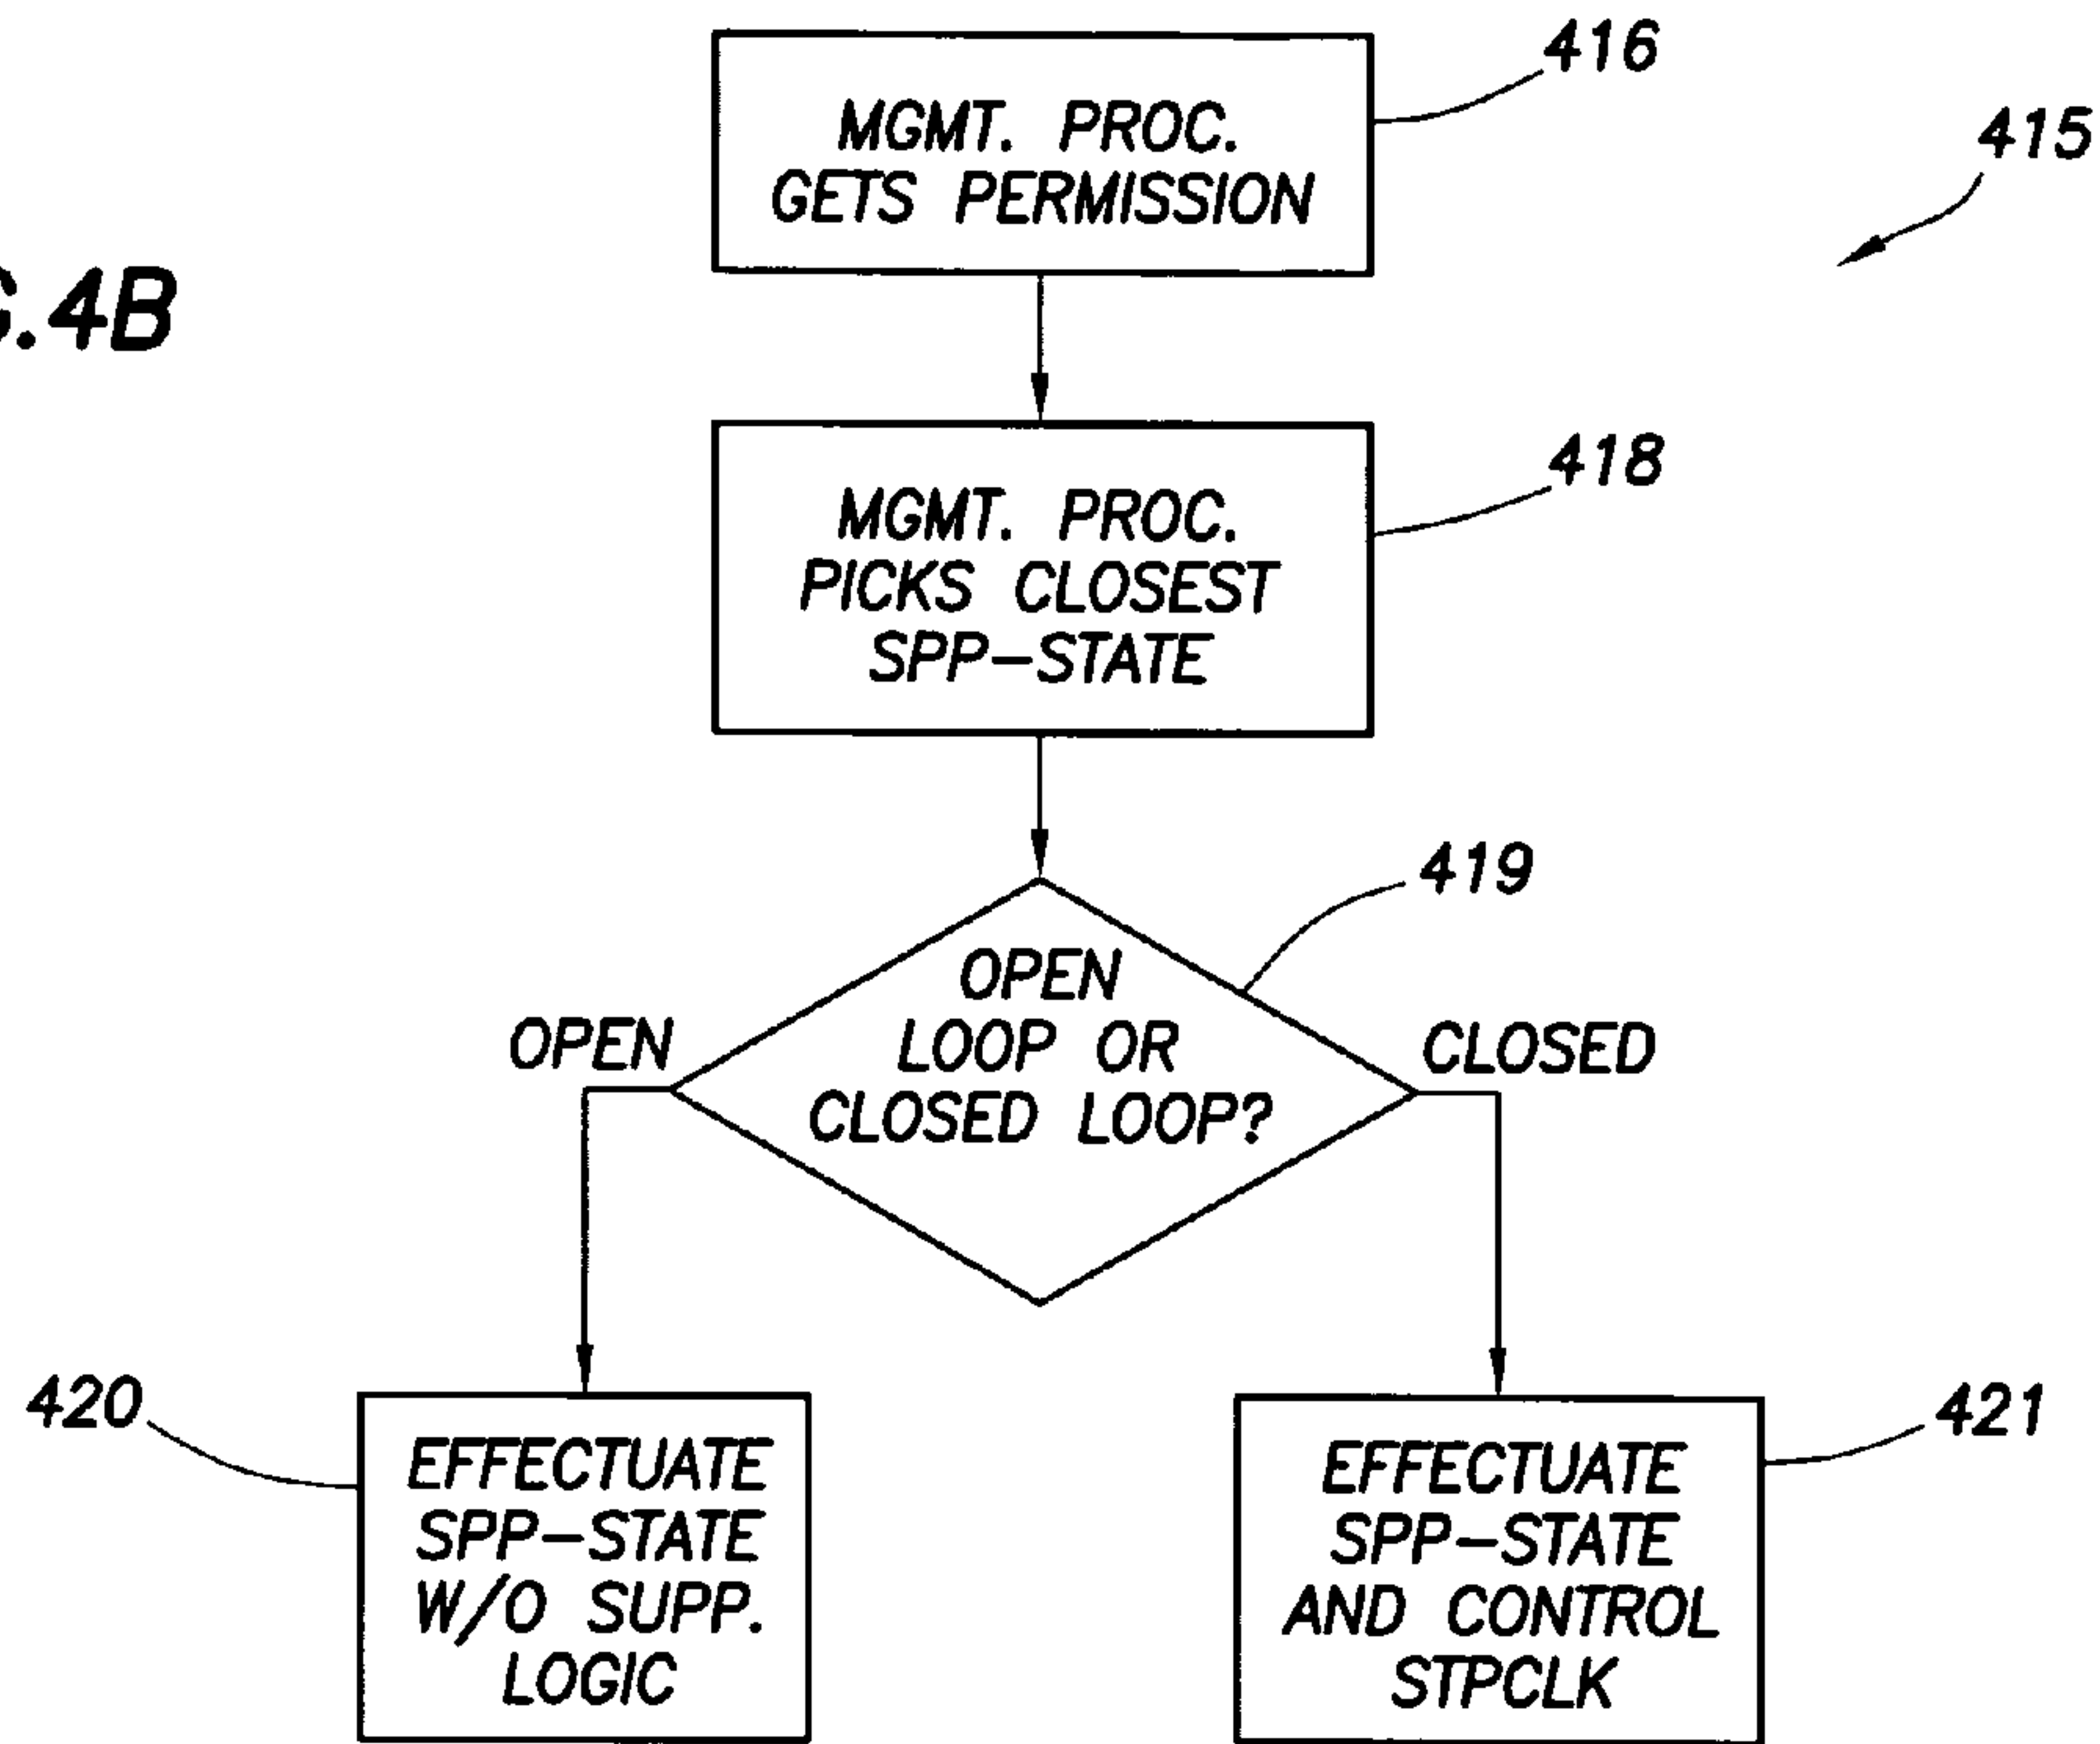 416
MGMT. PROC.
GETS PERMISSION
415
.4B
418
MGMT. PROC.
PICKS CLOSEST
SPP-STATE
419
OPEN
LOOP OR
CLOSED LOOP?
OPEN
CLOSED
420
EFFECTUATE
SPP-STATE
W/O SUPP.
LOGIC
421
EFFECTUATE
SPP-STATE
AND CONTROL
STPCLK